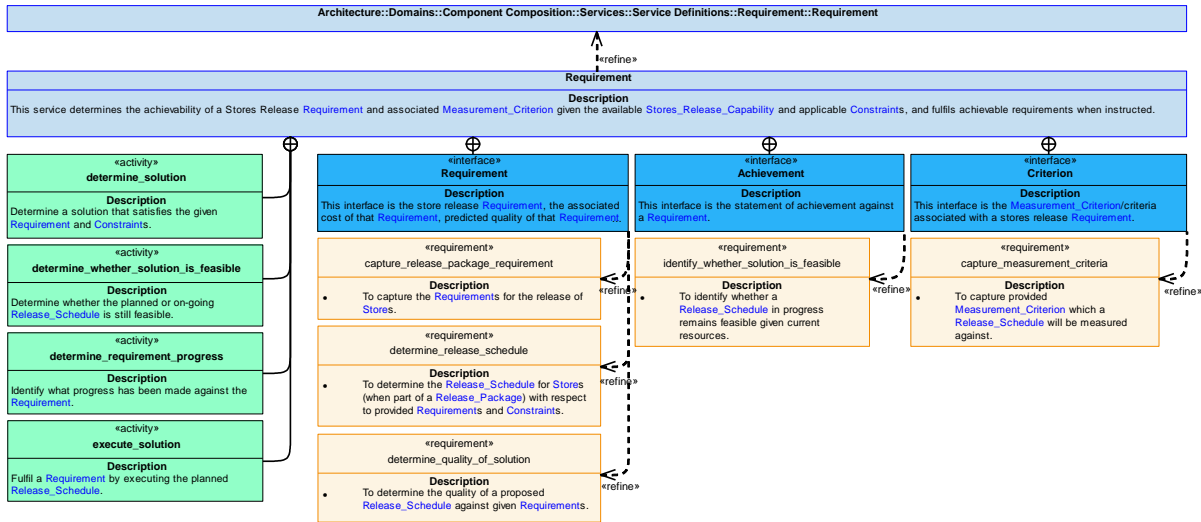 Architecture::Domains::Component Composition::Services::Service Definitions::Requirement::Requirement
«refine»
Requirement
Description
This service determines the achievability of a Stores Release Requirement and associated Measurement_Criterion given the available Stores_Release_Capability and applicable Constraints, and fulfils achievable requirements when instructed.
«activity»
determine_solution
Description
Determine a solution that satisfies the given
Requirement and Constraints.
«activity»
determine_whether_solution_is_feasible
Description
Determine whether the planned or on-going
Release_Schedule is still feasible.
«activity»
determine_requirement_progress
Description
Identify what progress has been made against the
Requirement.
«activity»
execute_solution
Description
Fulfil a Requirement by executing the planned
Release_Schedule.
«interface»
Requirement
Description
This interface is the store release Requirement, the associated
cost of that Requirement, predicted quality of that Requirement.
«requirement»
capture_release_package_requirement
Description
• To capture the Requirements for the release of
Stores.
«refine»
«requirement»
determine_release_schedule
Description
• To determine the Release_Schedule for Stores
(when part of a Release_Package) with respect
to provided Requirements and Constraints.
«refine»
«requirement»
determine_quality_of_solution
Description
• To determine the quality of a proposed
Release_Schedule against given Requirements.
«refine»
«interface»
Achievement
Description
This interface is the statement of achievement against
a Requirement.
«requirement»
identify_whether_solution_is_feasible
Description
• To identify whether a
Release_Schedule in progress
remains feasible given current
resources.
«refine»
«interface»
Criterion
Description
This interface is the Measurement_Criterion/criteria
associated with a stores release Requirement.
«requirement»
capture_measurement_criteria
Description
• To capture provided
Measurement_Criterion which a
Release_Schedule will be measured
against.
«refine»